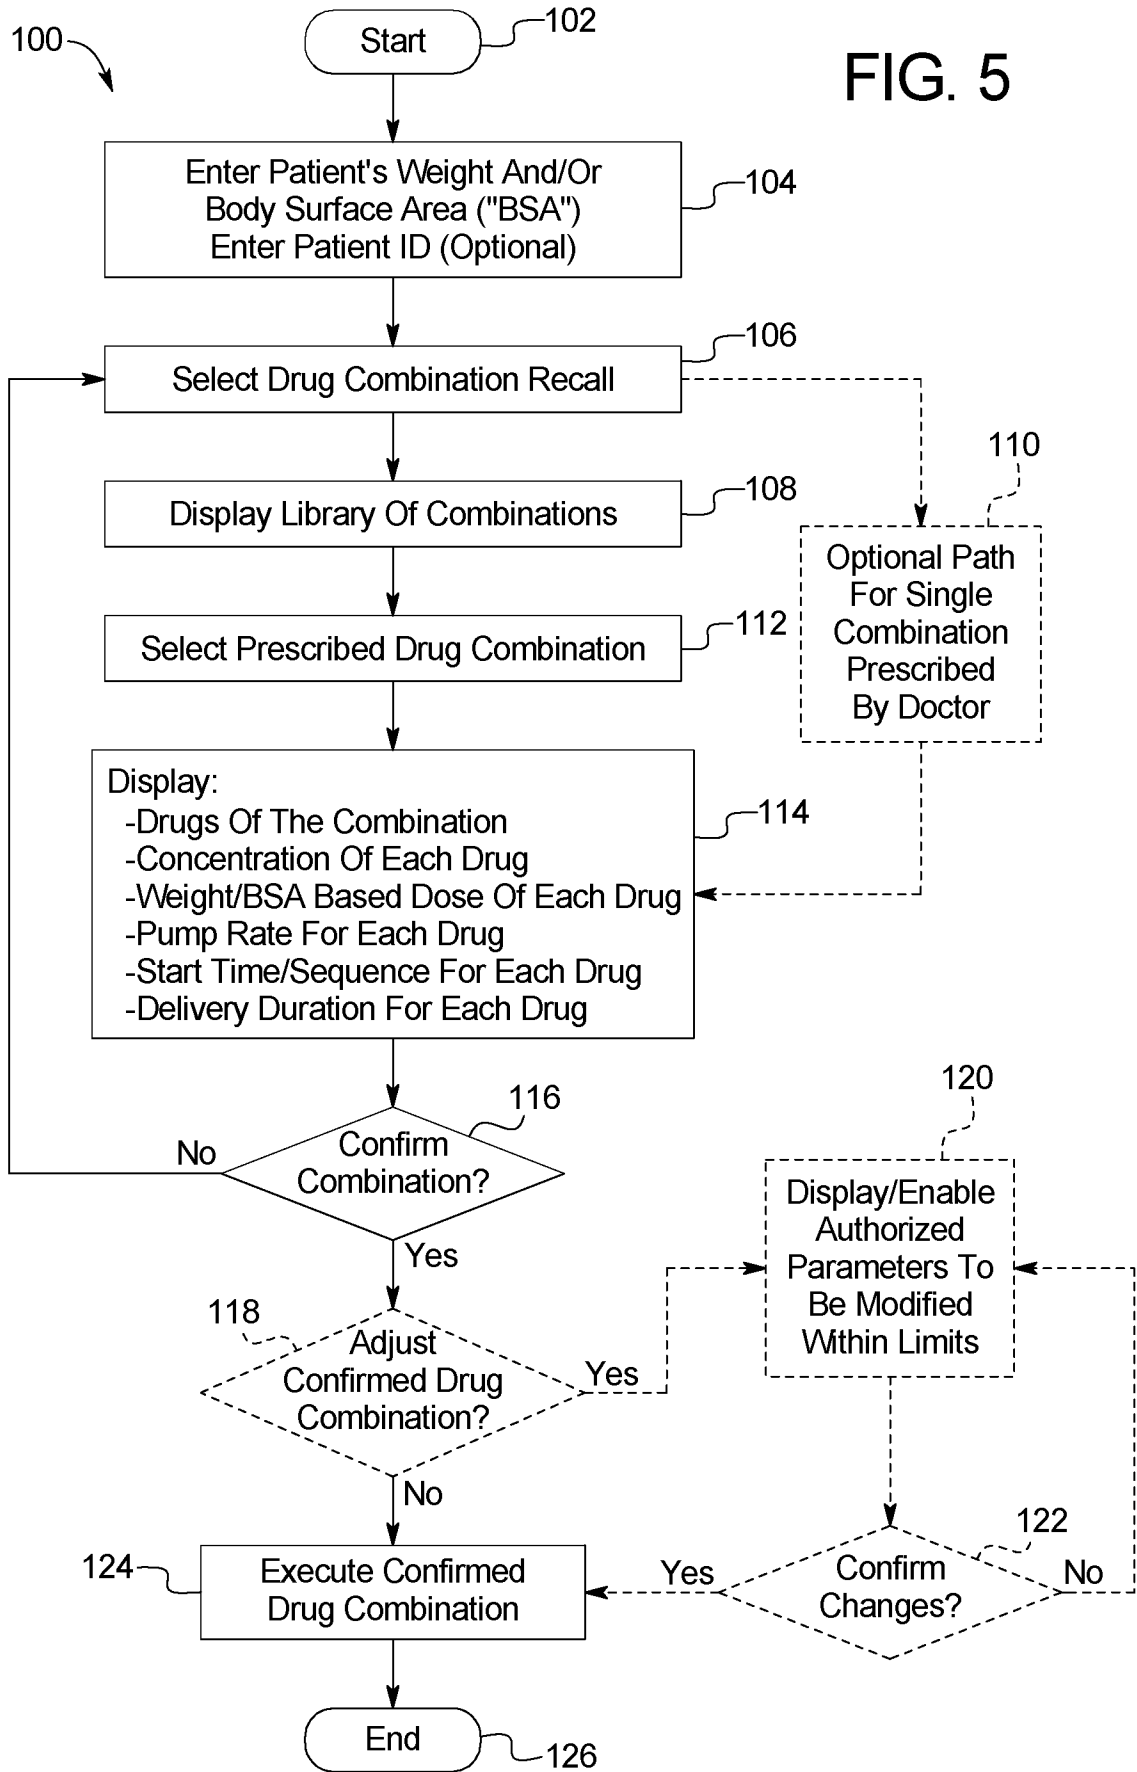 100
Start
102
FIG. 5
Enter Patient's Weight And/Or
Body Surface Area ("BSA")
Enter Patient ID (Optional)
104
Select Drug Combination Recall
106
Display Library Of Combinations
108
110
Optional Path
For Single
Combination
Prescribed
By Doctor
Select Prescribed Drug Combination
112
Display:
-Drugs Of The Combination
-Concentration Of Each Drug
-Weight/BSA Based Dose Of Each Drug
-Pump Rate For Each Drug
-Start Time/Sequence For Each Drug
-Delivery Duration For Each Drug
114
116
Confirm
Combination?
No
Yes
118
Adjust
Confirmed Drug
Combination?
Yes
No
120
Display/Enable
Authorized
Parameters To
Be Modified
Within Limits
122
Confirm
Changes?
Yes
No
124
Execute Confirmed
Drug Combination
End
126